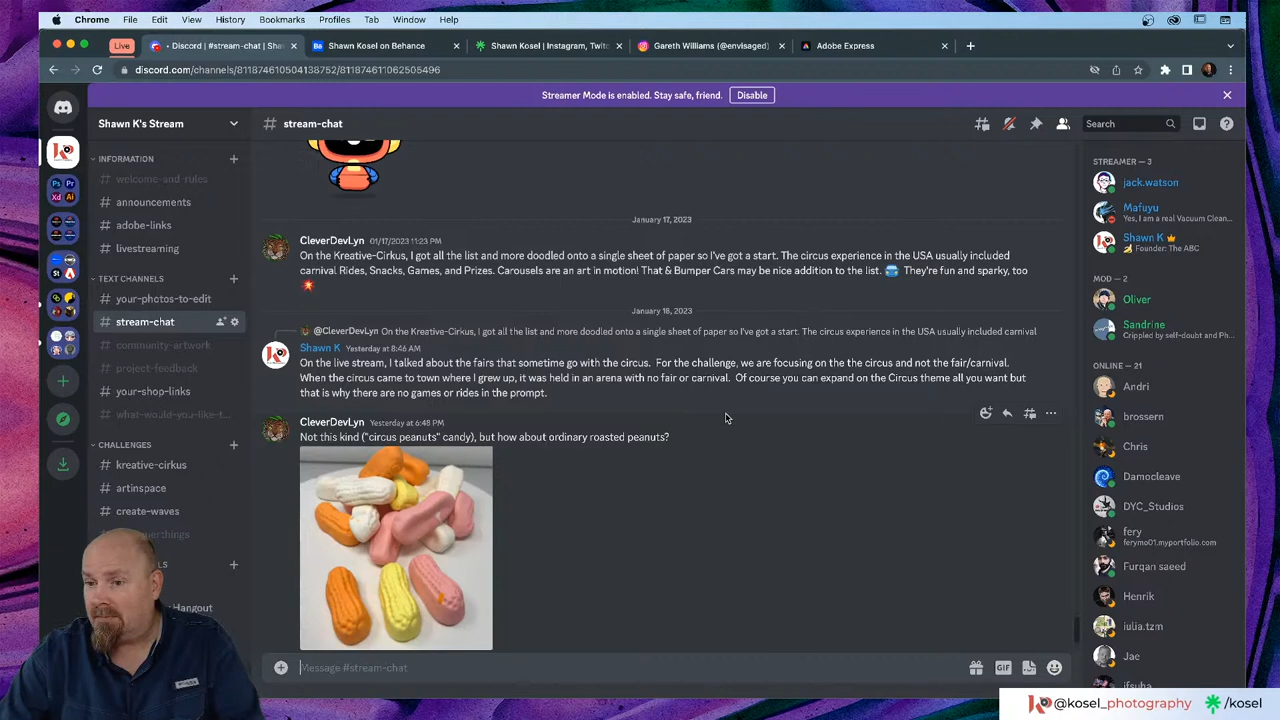 Chrome File Edit View History Bookmarks Profiles Tab Window Help
Live • Discord | #stream-chat | Sha Shawn Kosel on Behance Shawn Kosel | Instagram, Twitc Gareth Williams (@envisaged) Adobe Express
discord.com/channels/811874610504138752/811874611062505496
Streamer Mode is enabled. Stay safe, friend. Disable
Shawn K's Stream
# stream-chat
Search
INFORMATION
# welcome-and-rules
# announcements
# adobe-links
# livestreaming
TEXT CHANNELS
# your-photos-to-edit
# stream-chat
# community-artwork
# project-feedback
# your-shop-links
# what-would-you-like-t...
CHALLENGES
# kreative-cirkus
# artinspace
# create-waves
Hangout
January 17, 2023
CleverDevLyn 01/17/2023 11:23 PM
On the Kreative-Cirkus, I got all the list and more doodled onto a single sheet of paper so I've got a start. The circus experience in the USA usually included
carnival Rides, Snacks, Games, and Prizes. Carousels are an art in motion! That & Bumper Cars may be nice addition to the list. They're fun and sparky, too
January 18, 2023
@CleverDevLyn On the Kreative-Cirkus, I got all the list and more doodled onto a single sheet of paper so I've got a start. The circus experience in the USA usually included carnival
Shawn K Yesterday at 8:46 AM
On the live stream, I talked about the fairs that sometime go with the circus. For the challenge, we are focusing on the the circus and not the fair/carnival.
When the circus came to town where I grew up, it was held in an arena with no fair or carnival. Of course you can expand on the Circus theme all you want but
that is why there are no games or rides in the prompt.
CleverDevLyn Yesterday at 6:48 PM
Not this kind ("circus peanuts" candy), but how about ordinary roasted peanuts?
Message #stream-chat
GIF
STREAMER — 3
jack.watson
Mafuyu
Yes, I am a real Vacuum Clean...
Shawn K
Founder: The ABC
MOD — 2
Oliver
Sandrine
Crippled by self-doubt and Ph...
ONLINE — 21
Andri
brossern
Chris
Damocleave
DYC_Studios
fery
ferymo01.myportfolio.com
Furqan saeed
Henrik
iulia.tzm
Jae
@kosel_photography /kosel